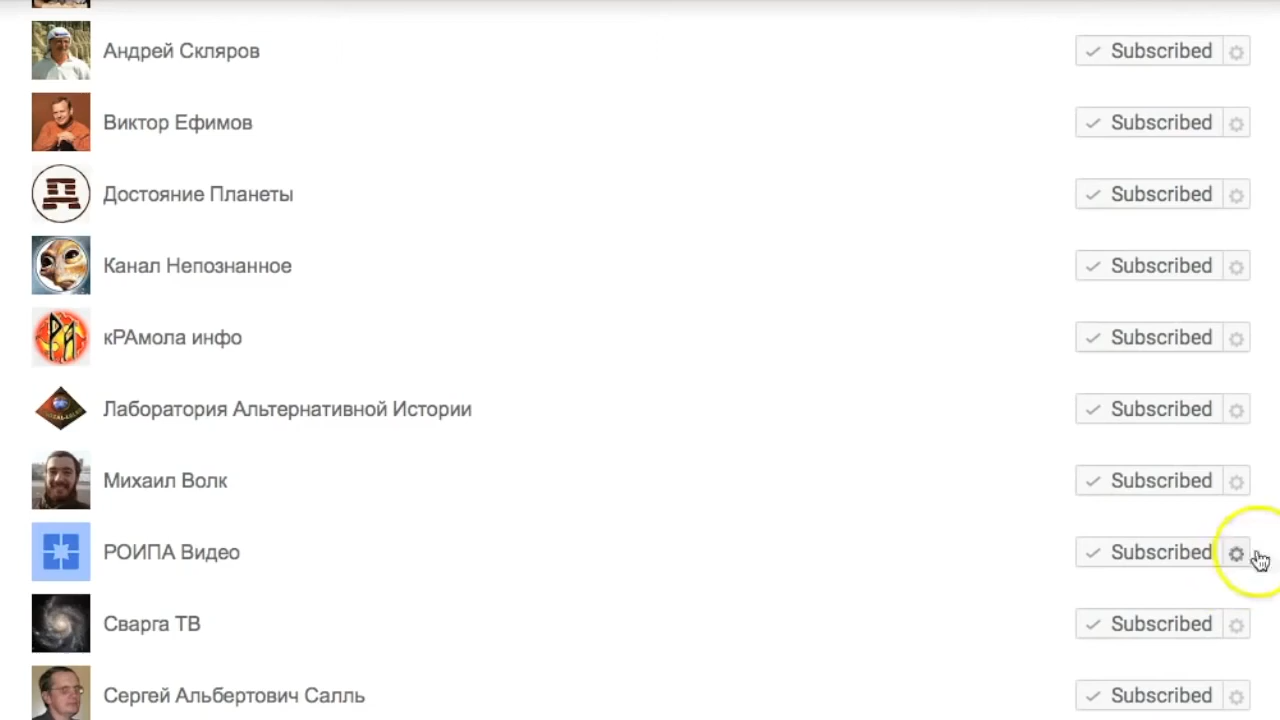 Андрей Скляров Subscribed
Виктор Ефимов Subscribed
Достояние Планеты Subscribed
Канал Непознанное Subscribed
кРАмола инфо Subscribed
Лаборатория Альтернативной Истории Subscribed
Михаил Волк Subscribed
РОИПА Видео Subscribed
Сварга ТВ Subscribed
Сергей Альбертович Салль Subscribed